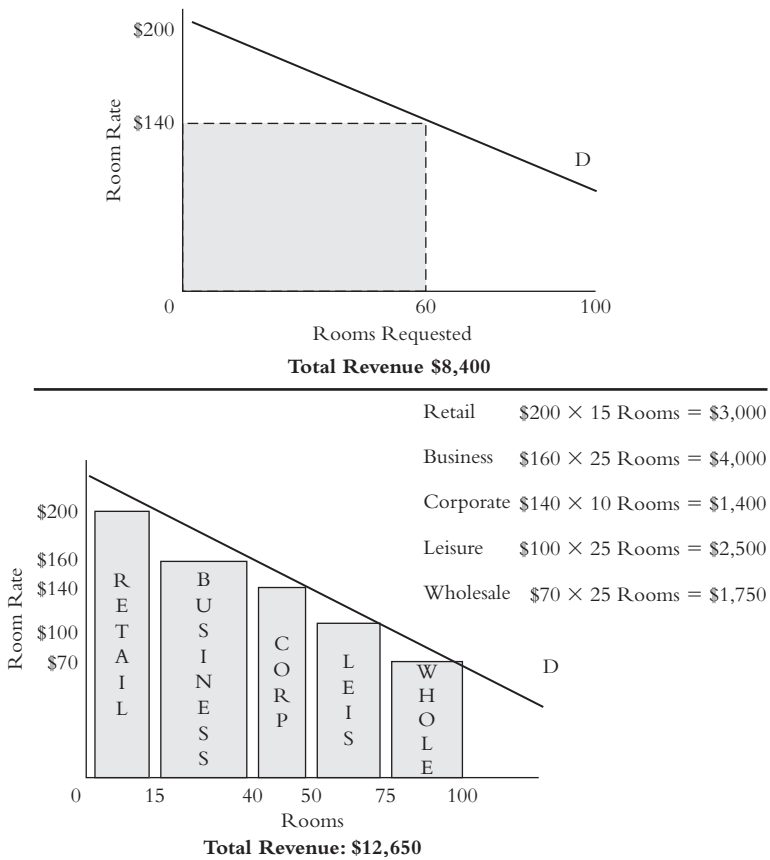 $200
$140
Room Rate
D
0 60 100
Rooms Requested
Total Revenue $8,400
Retail $200 × 15 Rooms = $3,000
Business $160 × 25 Rooms = $4,000
Corporate $140 × 10 Rooms = $1,400
Leisure $100 × 25 Rooms = $2,500
Wholesale $70 × 25 Rooms = $1,750
$200
$160
$140
$100
$70
Room Rate
RETAIL
BUSINESS
CORP
LEIS
WHOLE
D
0 15 40 50 75 100
Rooms
Total Revenue: $12,650